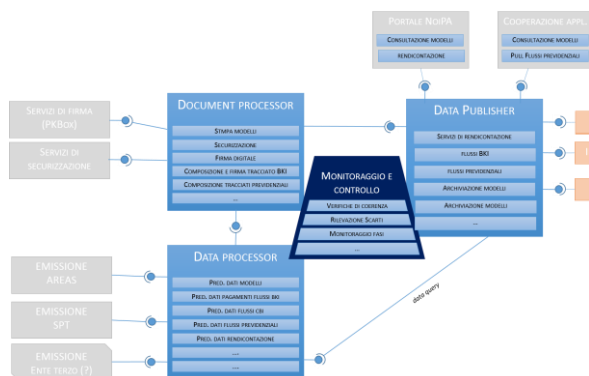 Portale NoiPA
Consultazione modelli
rendicontazione
Cooperazione appl.
Consultazione modelli
Pull Flussi previdenziali
Servizi di firma
(PKBox)
Servizi di
securizzazione
Document processor
Stmpa modelli
Securizzazione
Firma digitale
Composizione e firma tracciato BKI
Composizione tracciati previdenziali
...
Data Publisher
Servizi di rendicontazione
flussi BKI
flussi previdenziali
Archiviazione modelli
Archiviazione modelli
...
Monitoraggio e
controllo
Verifiche di coerenza
Rilevazione Scarti
Monitoraggio fasi
...
EMISSIONE
AREAS
EMISSIONE
SPT
EMISSIONE
Ente terzo (?)
Data processor
Pred. dati modelli
Pred. dati pagamenti flussi BKI
Pred. dati flussi CBI
Pred. dati flussi previdenziali
Pred. dati rendicontazione
....
...
data query